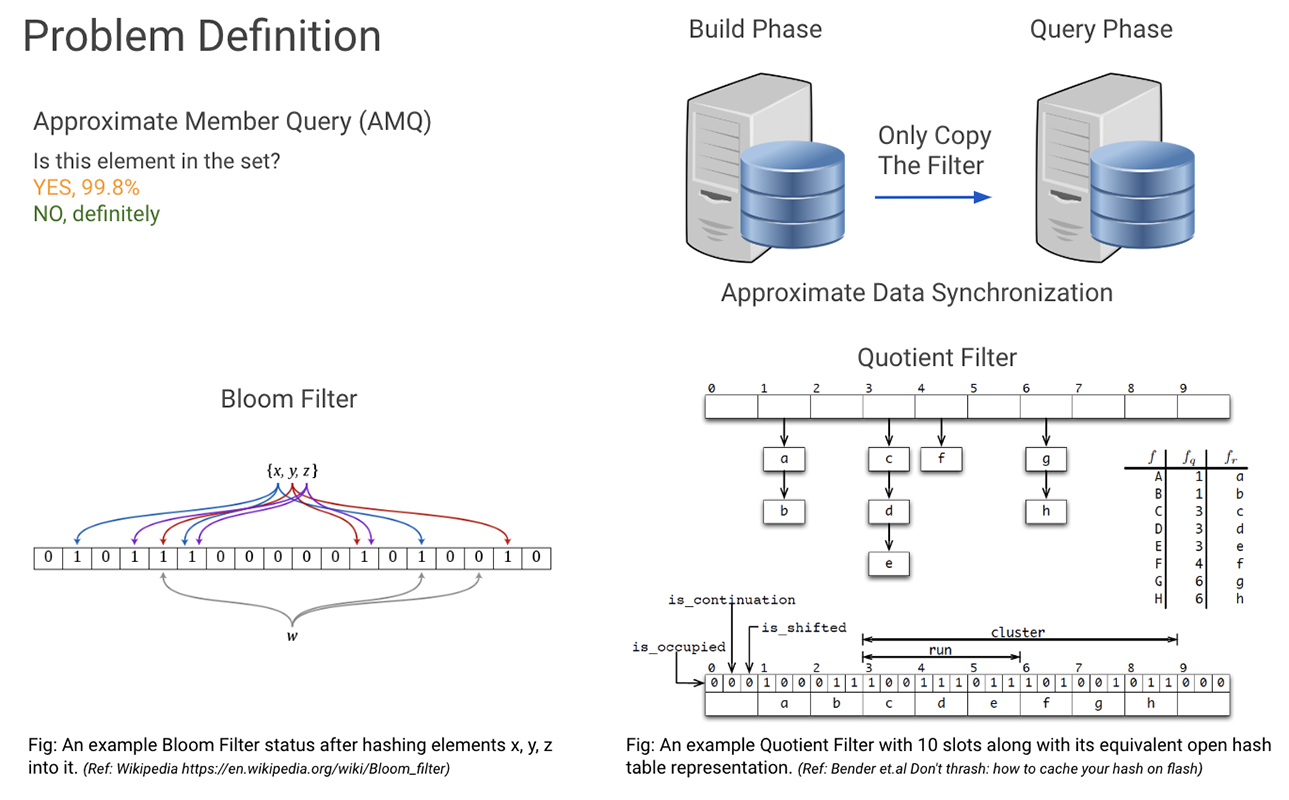 Problem Definition
Approximate Member Query (AMQ)
Is this element in the set?
YES, 99.8%
NO, definitely
Build Phase
Query Phase
Only Copy
The Filter
Approximate Data Synchronization
Bloom Filter
{x, y, z}
0 1 0 1 1 1 0 0 0 0 0 1 0 1 0 0 1 0
w
Fig: An example Bloom Filter status after hashing elements x, y, z
into it. (Ref: Wikipedia https://en.wikipedia.org/wiki/Bloom_filter)
Quotient Filter
0 1 2 3 4 5 6 7 8 9
a c f g
b d h
e
f fq fr
A 1 a
B 1 b
C 3 c
D 3 d
E 3 e
F 4 f
G 6 g
H 6 h
is_continuation
is_shifted
is_occupied
cluster
run
0 1 2 3 4 5 6 7 8 9
0 0 0 1 0 0 0 1 1 1 0 0 1 1 1 0 1 1 1 0 1 0 0 1 0 1 1 0 0 0
a b c d e f g h
Fig: An example Quotient Filter with 10 slots along with its equivalent open hash
table representation. (Ref: Bender et.al Don't thrash: how to cache your hash on flash)